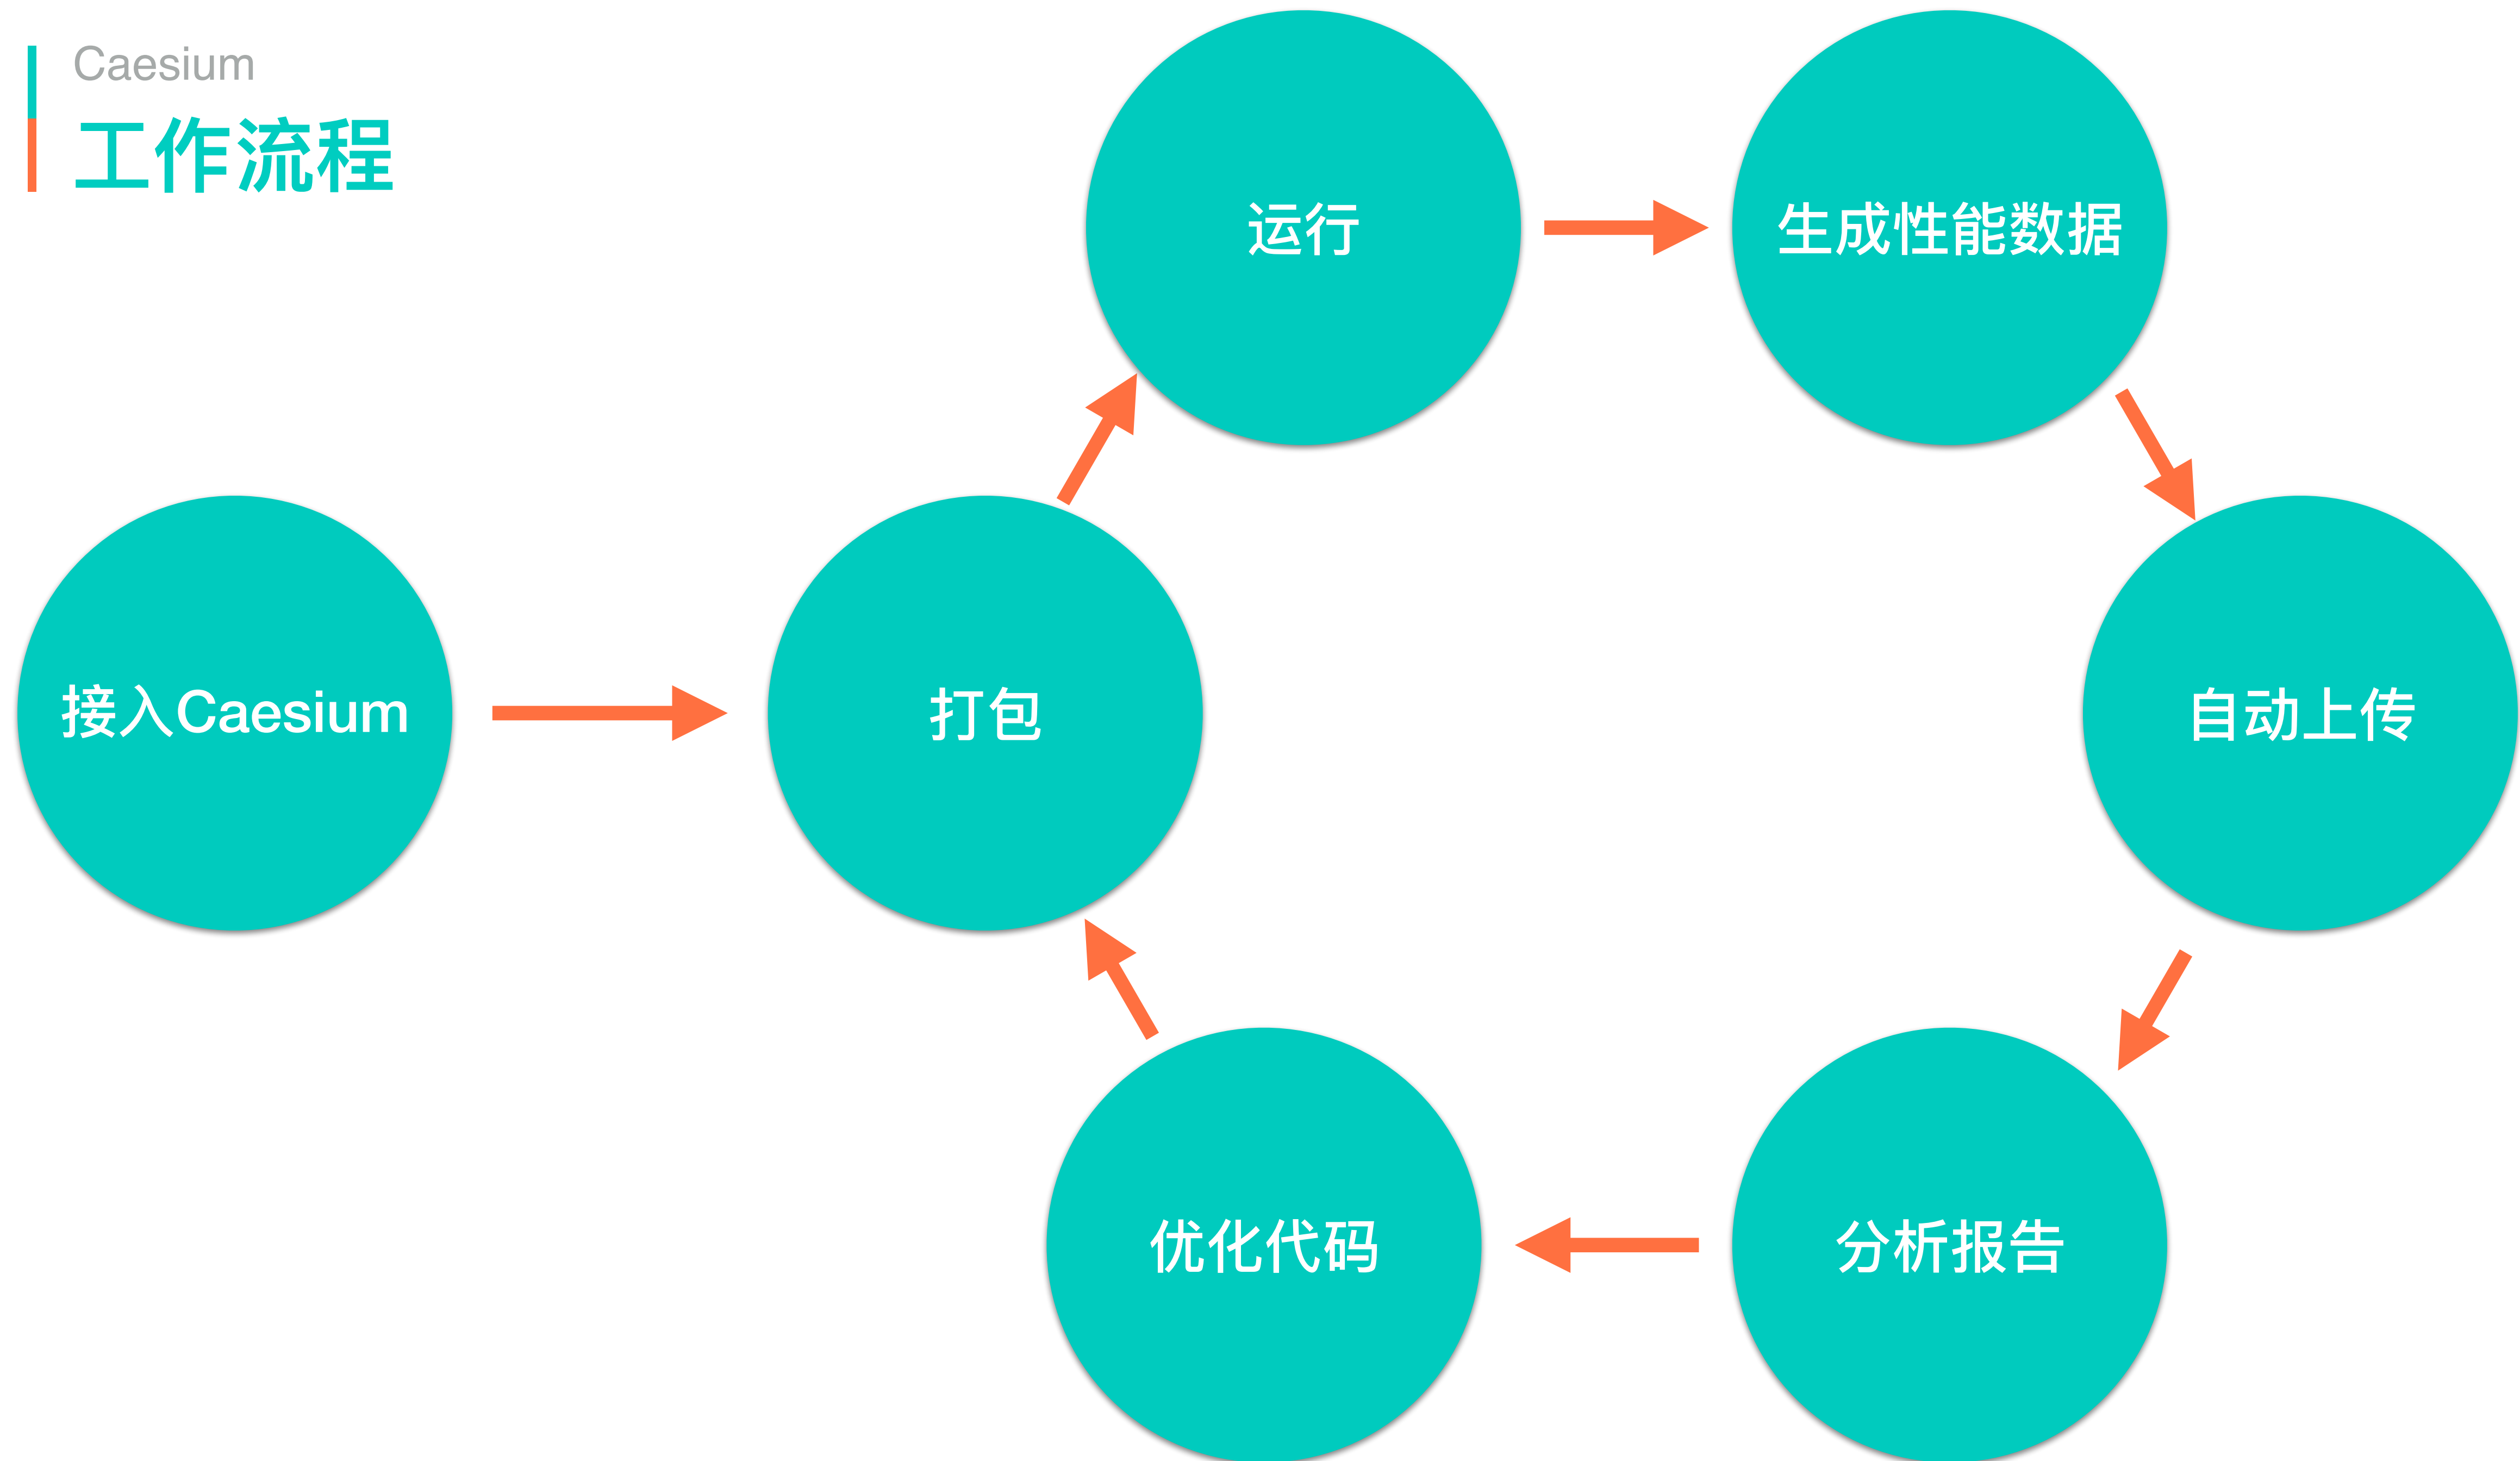 Caesium
工作流程
运行
生成性能数据
接入Caesium
打包
自动上传
优化代码
分析报告